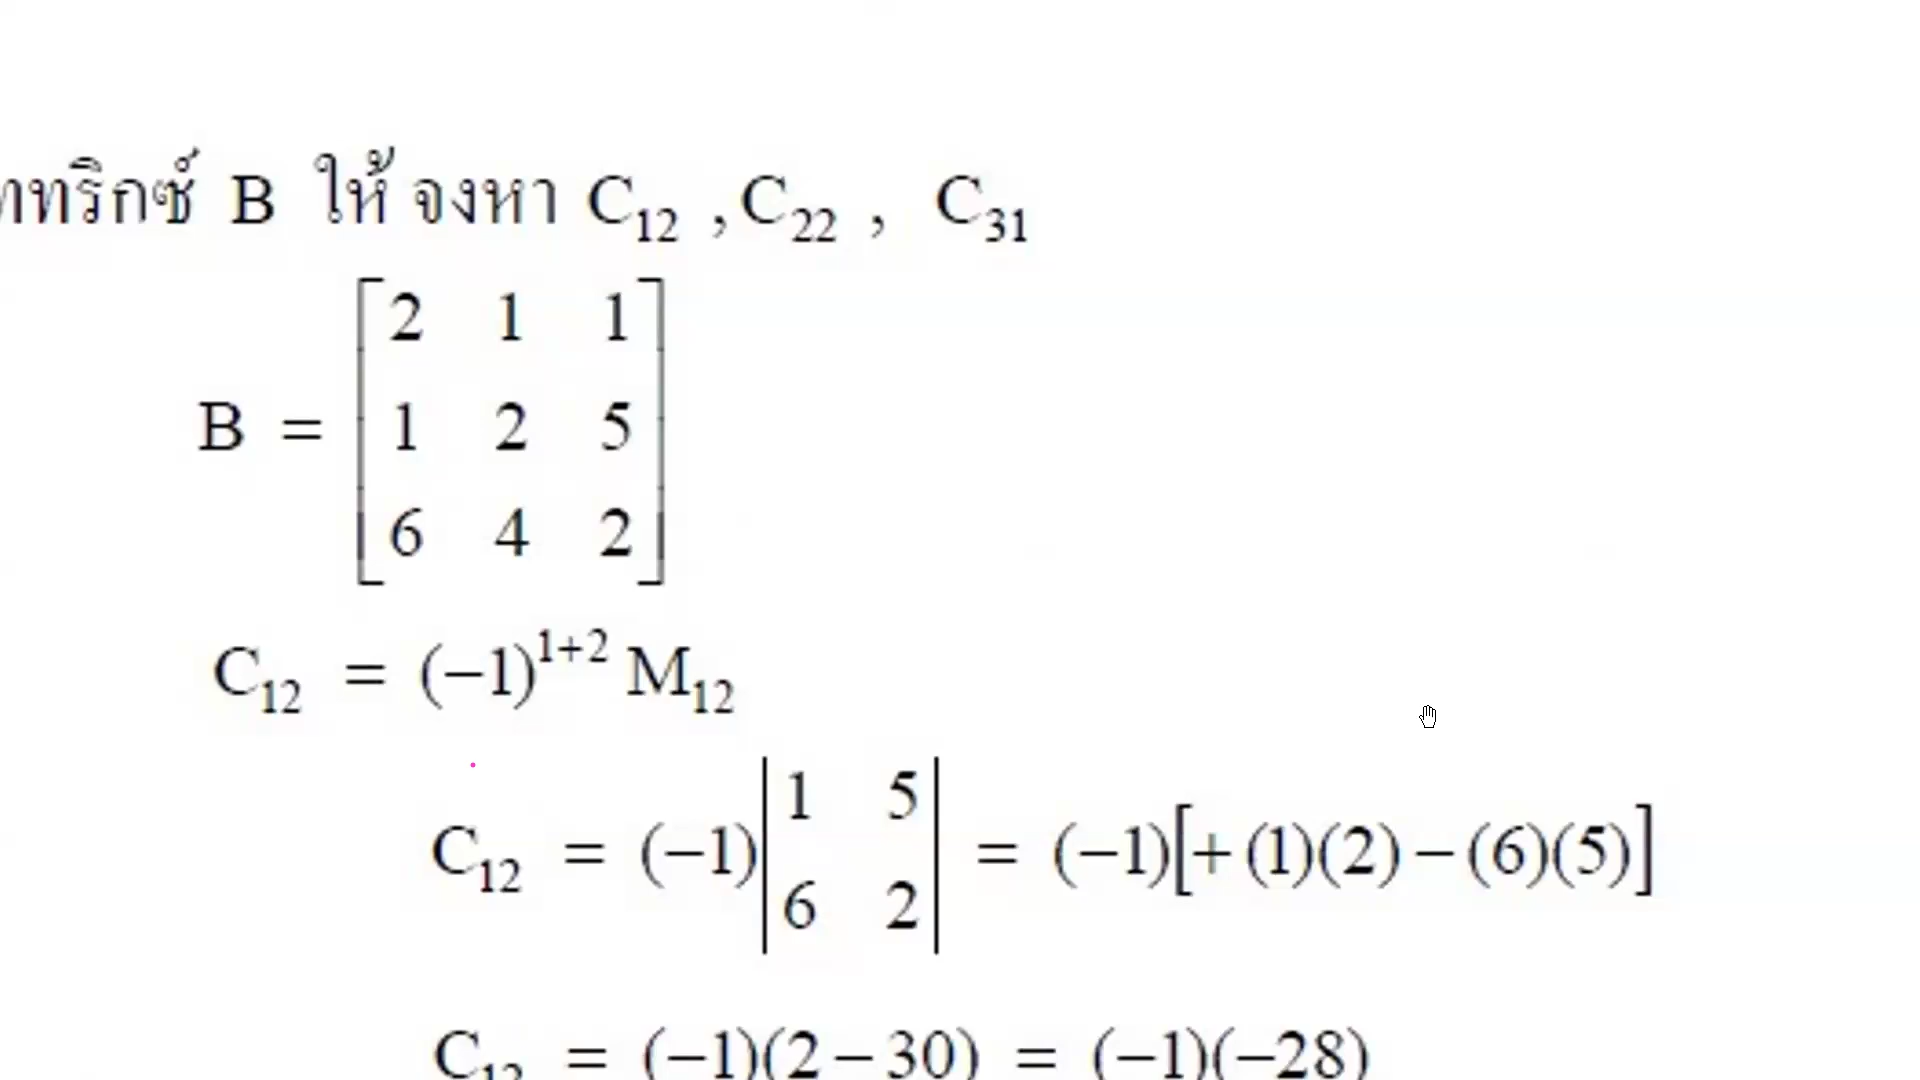 ททริกซ์ B ให้ จงหา C₁₂ , C₂₂ , C₃₁
B = [2 1 1
1 2 5
6 4 2]
C₁₂ = (−1)¹⁺² M₁₂
C₁₂ = (−1) |1 5
6 2| = (−1)[+(1)(2)−(6)(5)]
C₁₂ = (−1)(2−30) = (−1)(−28)